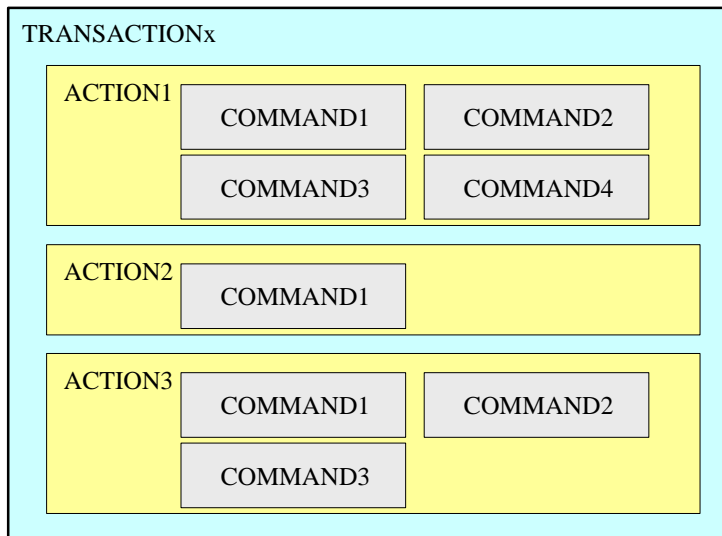 TRANSACTIONx
ACTION1
COMMAND1 COMMAND2
COMMAND3 COMMAND4
ACTION2
COMMAND1
ACTION3
COMMAND1 COMMAND2
COMMAND3